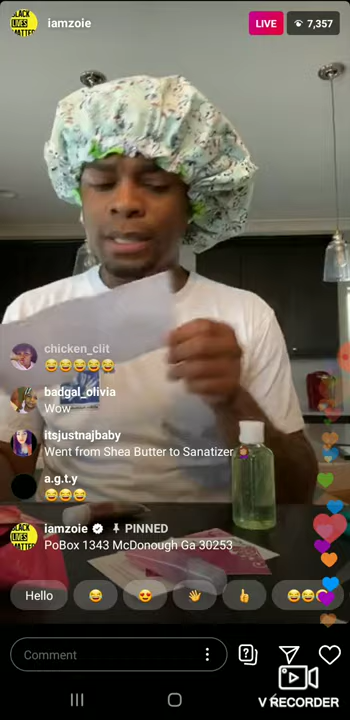 BLACK
LIVES
MATTER
iamzoie
LIVE
7,357
chicken_clit
😂😂😂😂😂
badgal_olivia
Wow
itsjustnajbaby
Went from Shea Butter to Sanatizer
a.g.t.y
😂😂😂
BLACK
LIVES
MATTER
iamzoie PINNED
PoBox 1343 McDonough Ga 30253
Hello 😂 😍 👋 👍 😂😂
Comment
V RECORDER